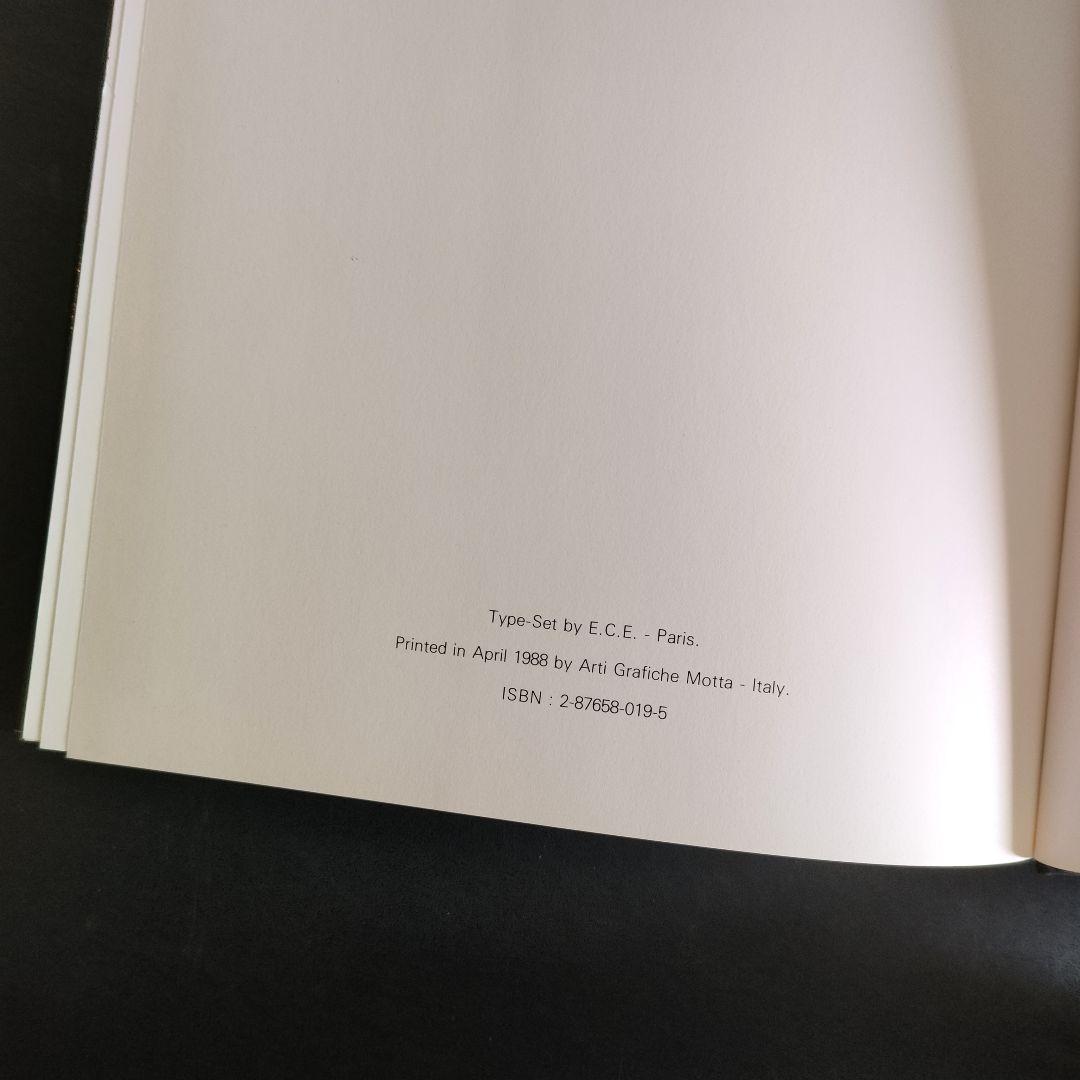 Type-Set by E.C.E. - Paris.
Printed in April 1988 by Arti Grafiche Motta - Italy.
ISBN : 2-87658-019-5